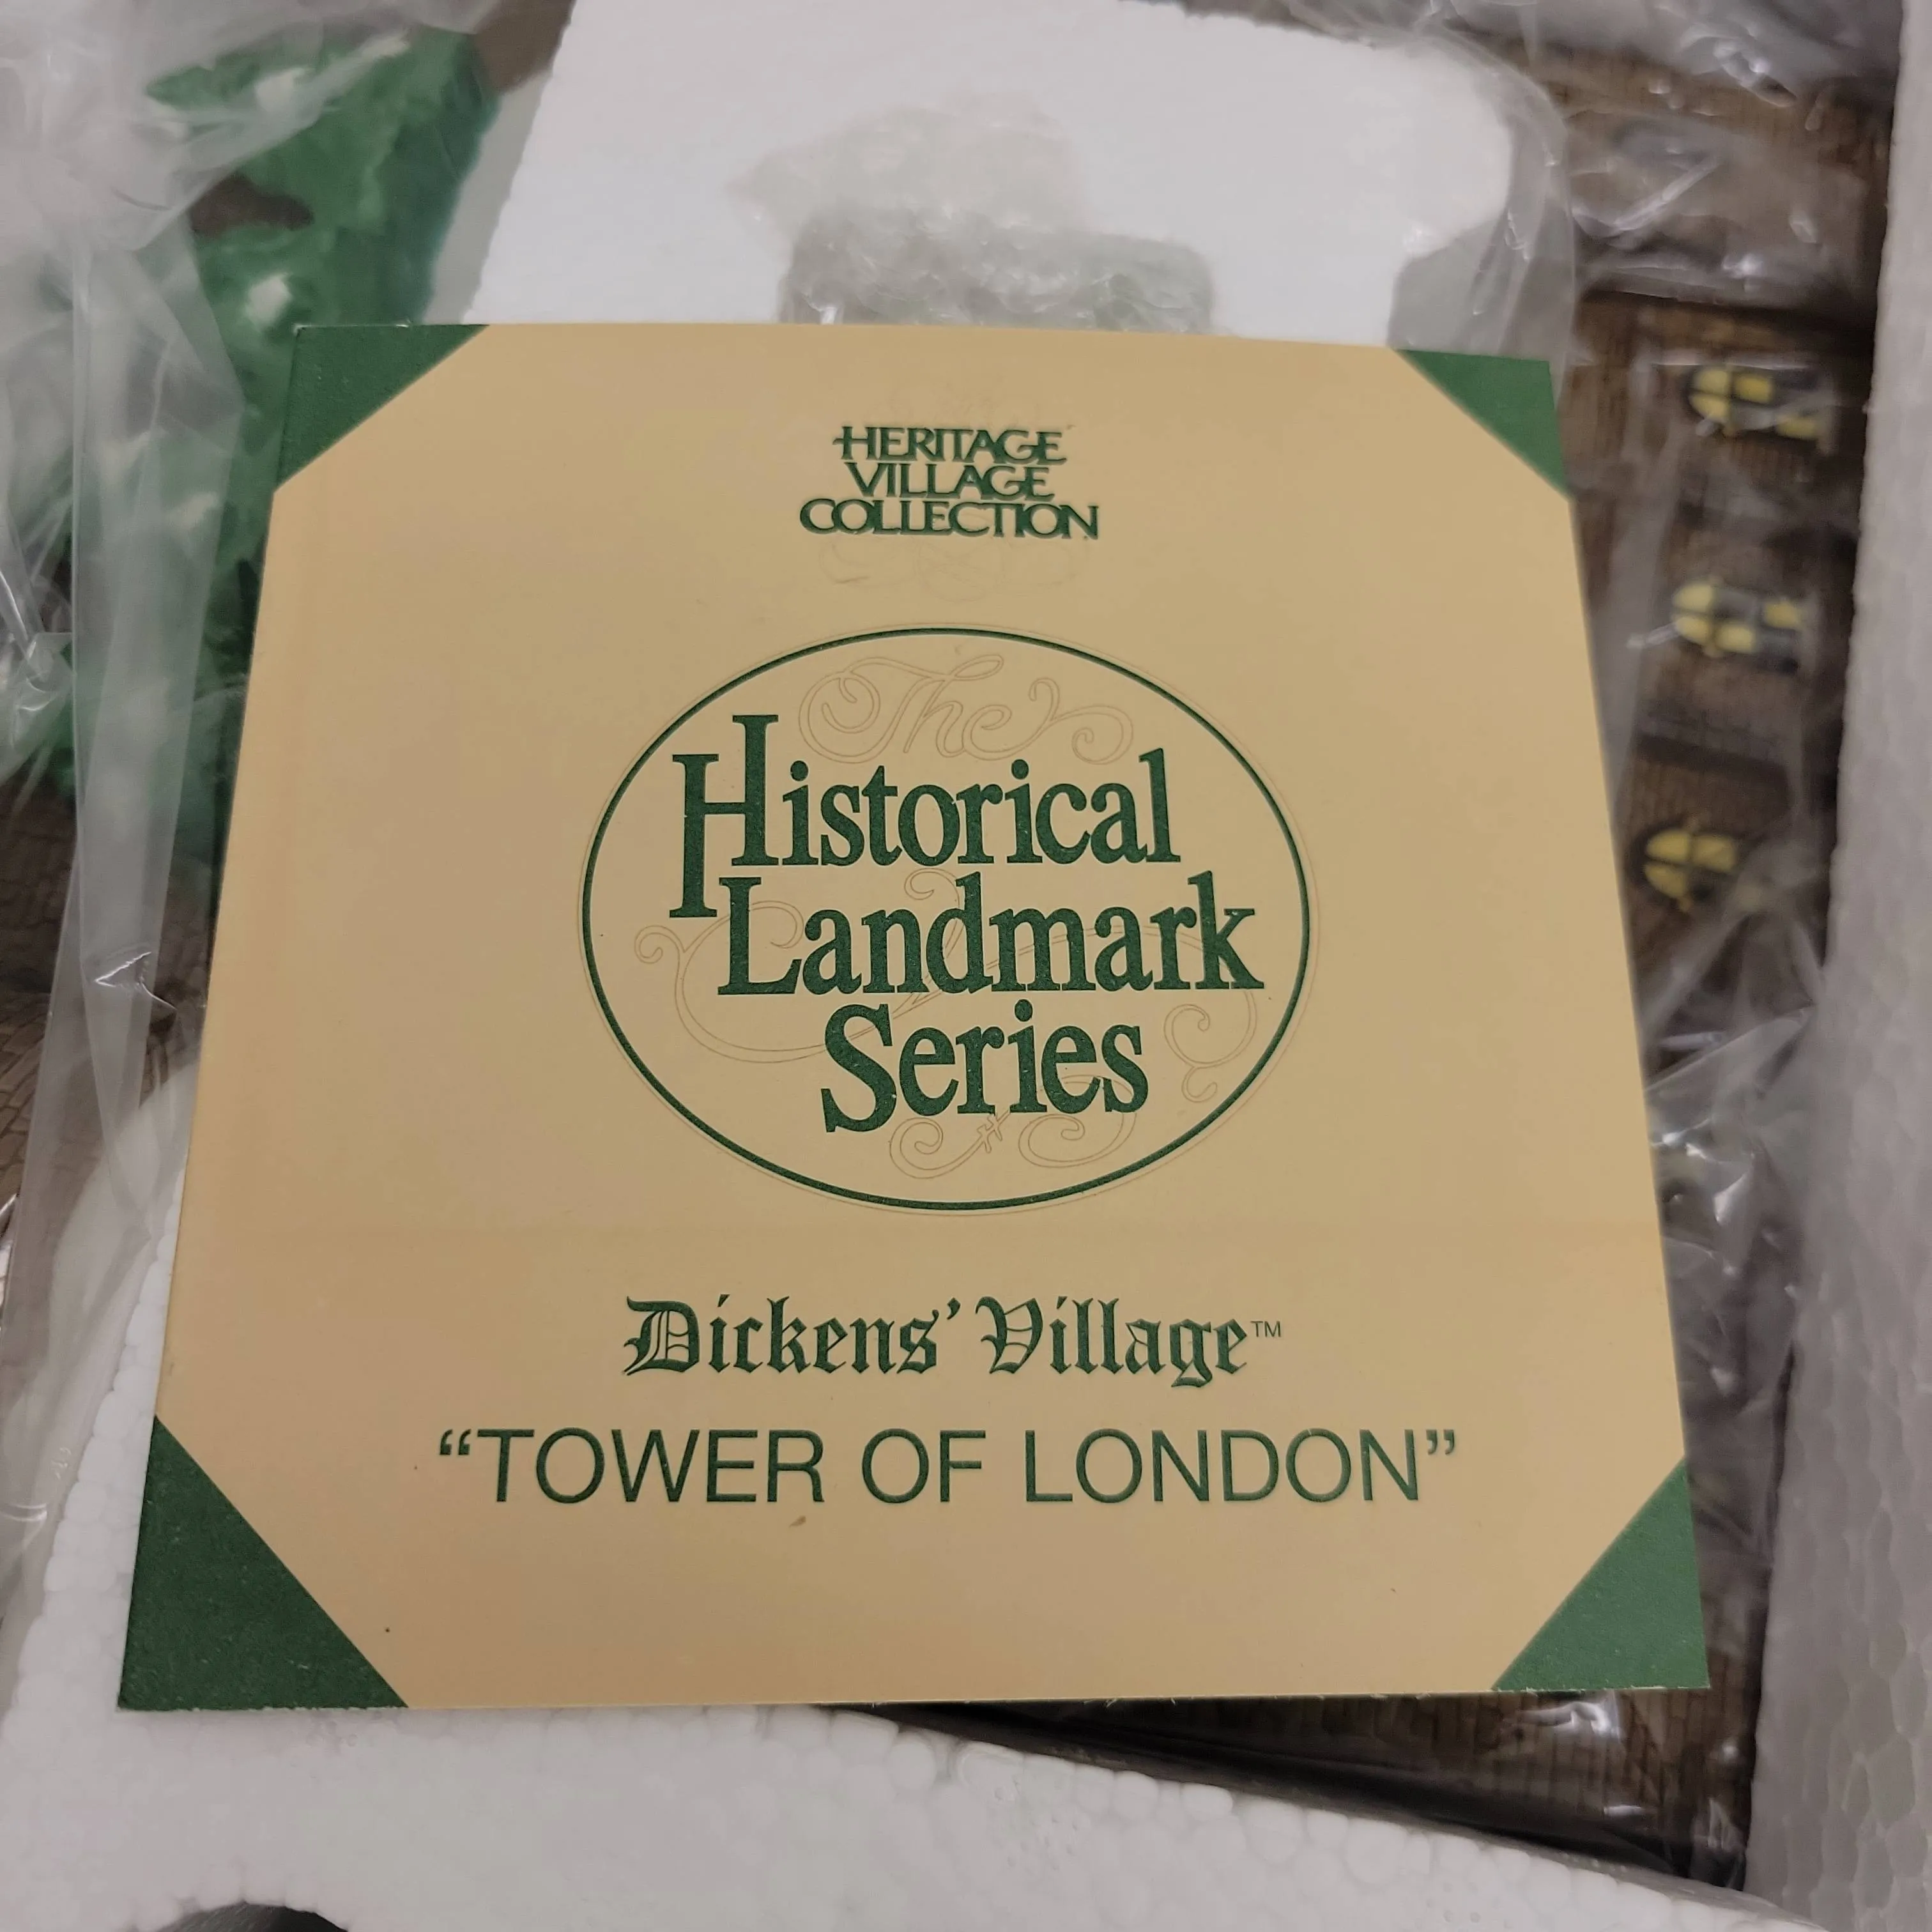 HERITAGE
VILLAGE
COLLECTION
The
Historical
Landmark
Series
Dickens' Village™
“TOWER OF LONDON”